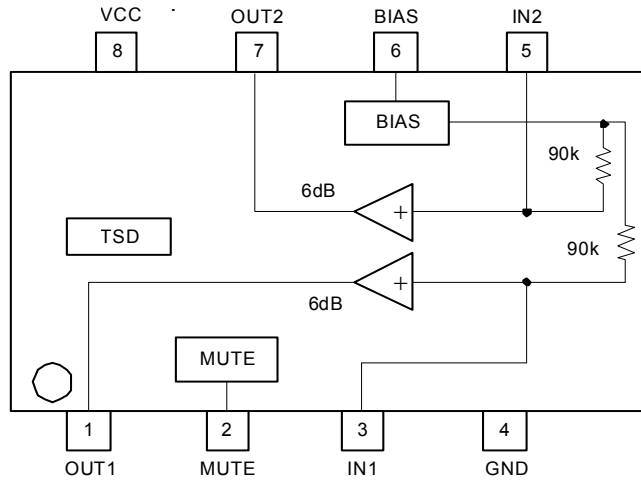 VCC OUT2 BIAS IN2
8 7 6 5
BIAS
90k
6dB
+
TSD
90k
+
6dB
MUTE
1 2 3 4
OUT1 MUTE IN1 GND